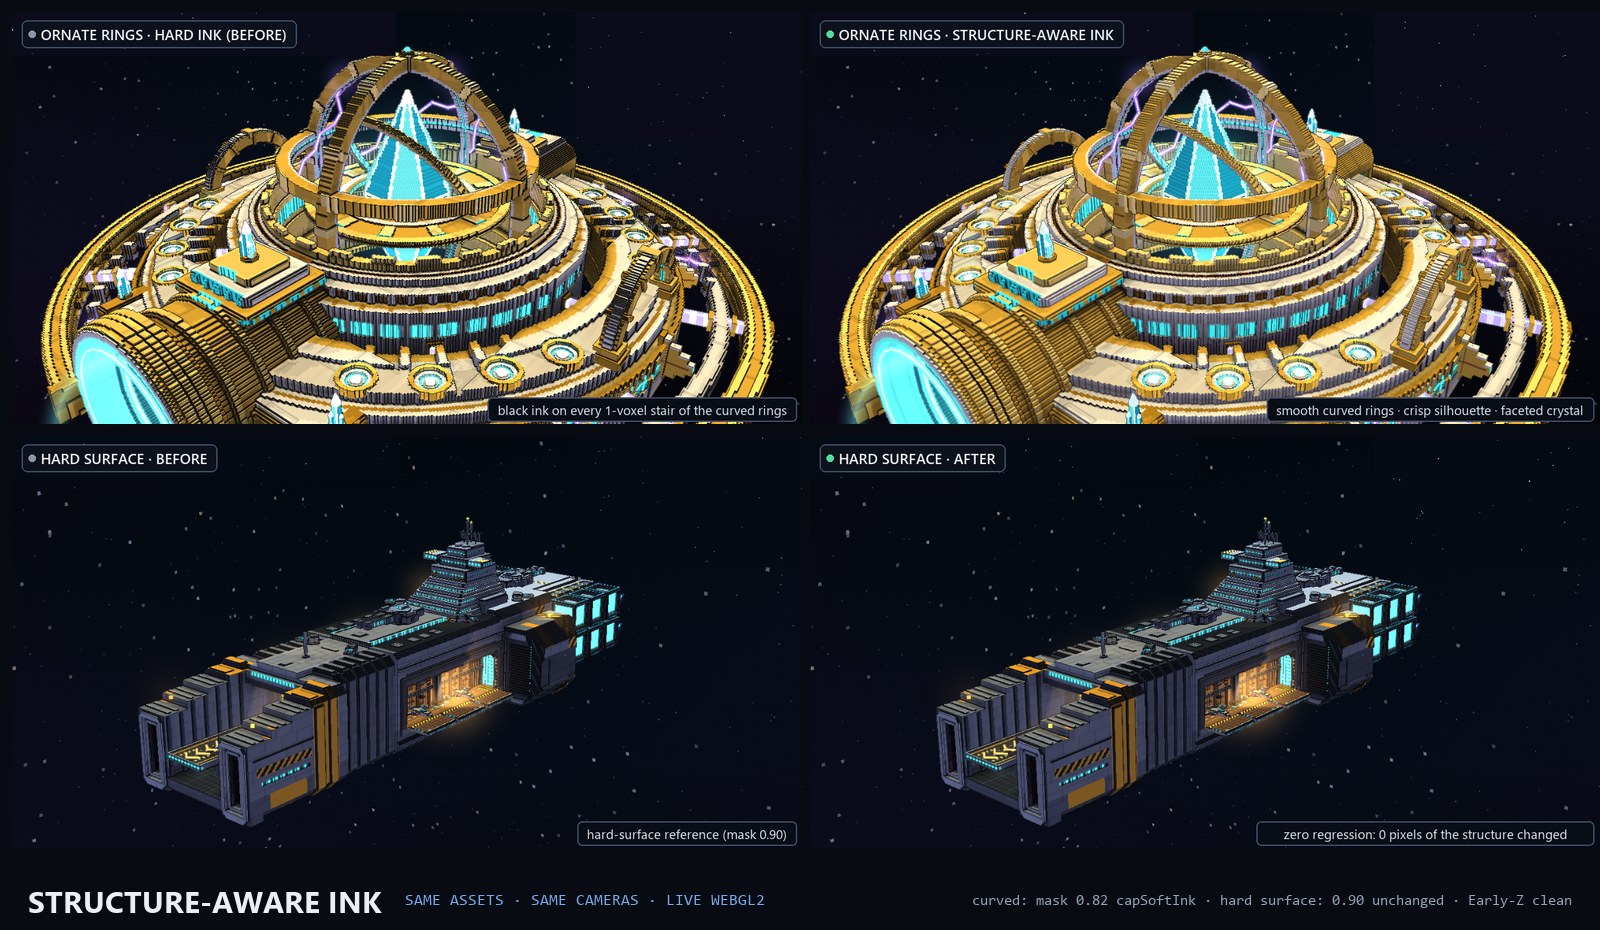 ORNATE RINGS · HARD INK (BEFORE)
ORNATE RINGS · STRUCTURE-AWARE INK
black ink on every 1-voxel stair of the curved rings
smooth curved rings · crisp silhouette · faceted crystal
HARD SURFACE · BEFORE
HARD SURFACE · AFTER
hard-surface reference (mask 0.90)
zero regression: 0 pixels of the structure changed
STRUCTURE-AWARE INK
SAME ASSETS · SAME CAMERAS · LIVE WEBGL2
curved: mask 0.82 capSoftInk · hard surface: 0.90 unchanged · Early-Z clean